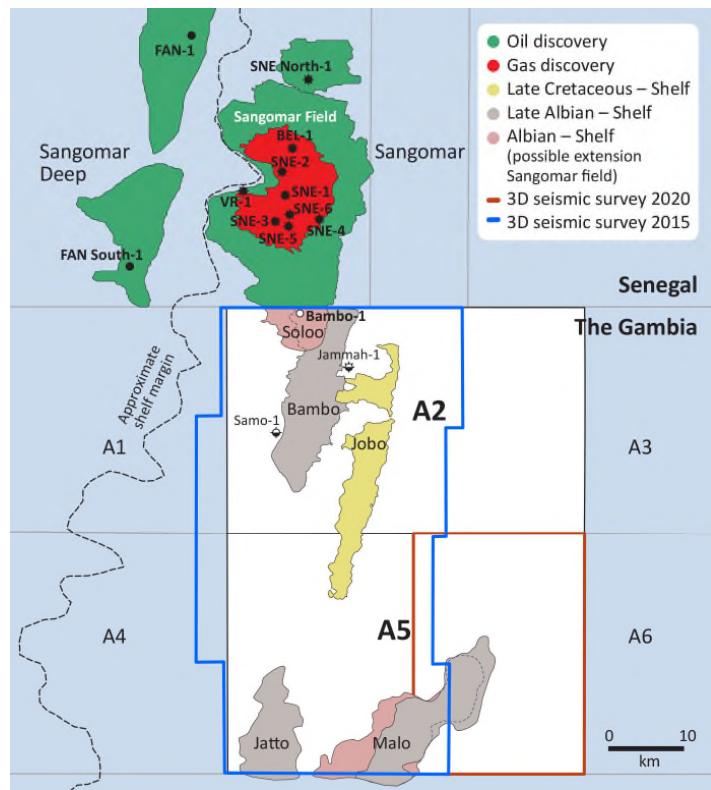 FAN-1
SNE North-1
Sangomar Field
BEL-1
SNE-2
SNE-1
VR-1
SNE-6
SNE-3
SNE-4
SNE-5
Sangomar
Deep
Sangomar
FAN South-1
Oil discovery
Gas discovery
Late Cretaceous – Shelf
Late Albian – Shelf
Albian – Shelf
(possible extension
Sangomar field)
3D seismic survey 2020
3D seismic survey 2015
Senegal
The Gambia
Approximate
shelf margin
Bambo-1
Soloo
Jammah-1
Bambo
Samo-1
A2
Jobo
A1
A3
A4
A5
A6
Jatto
Malo
0 10
km